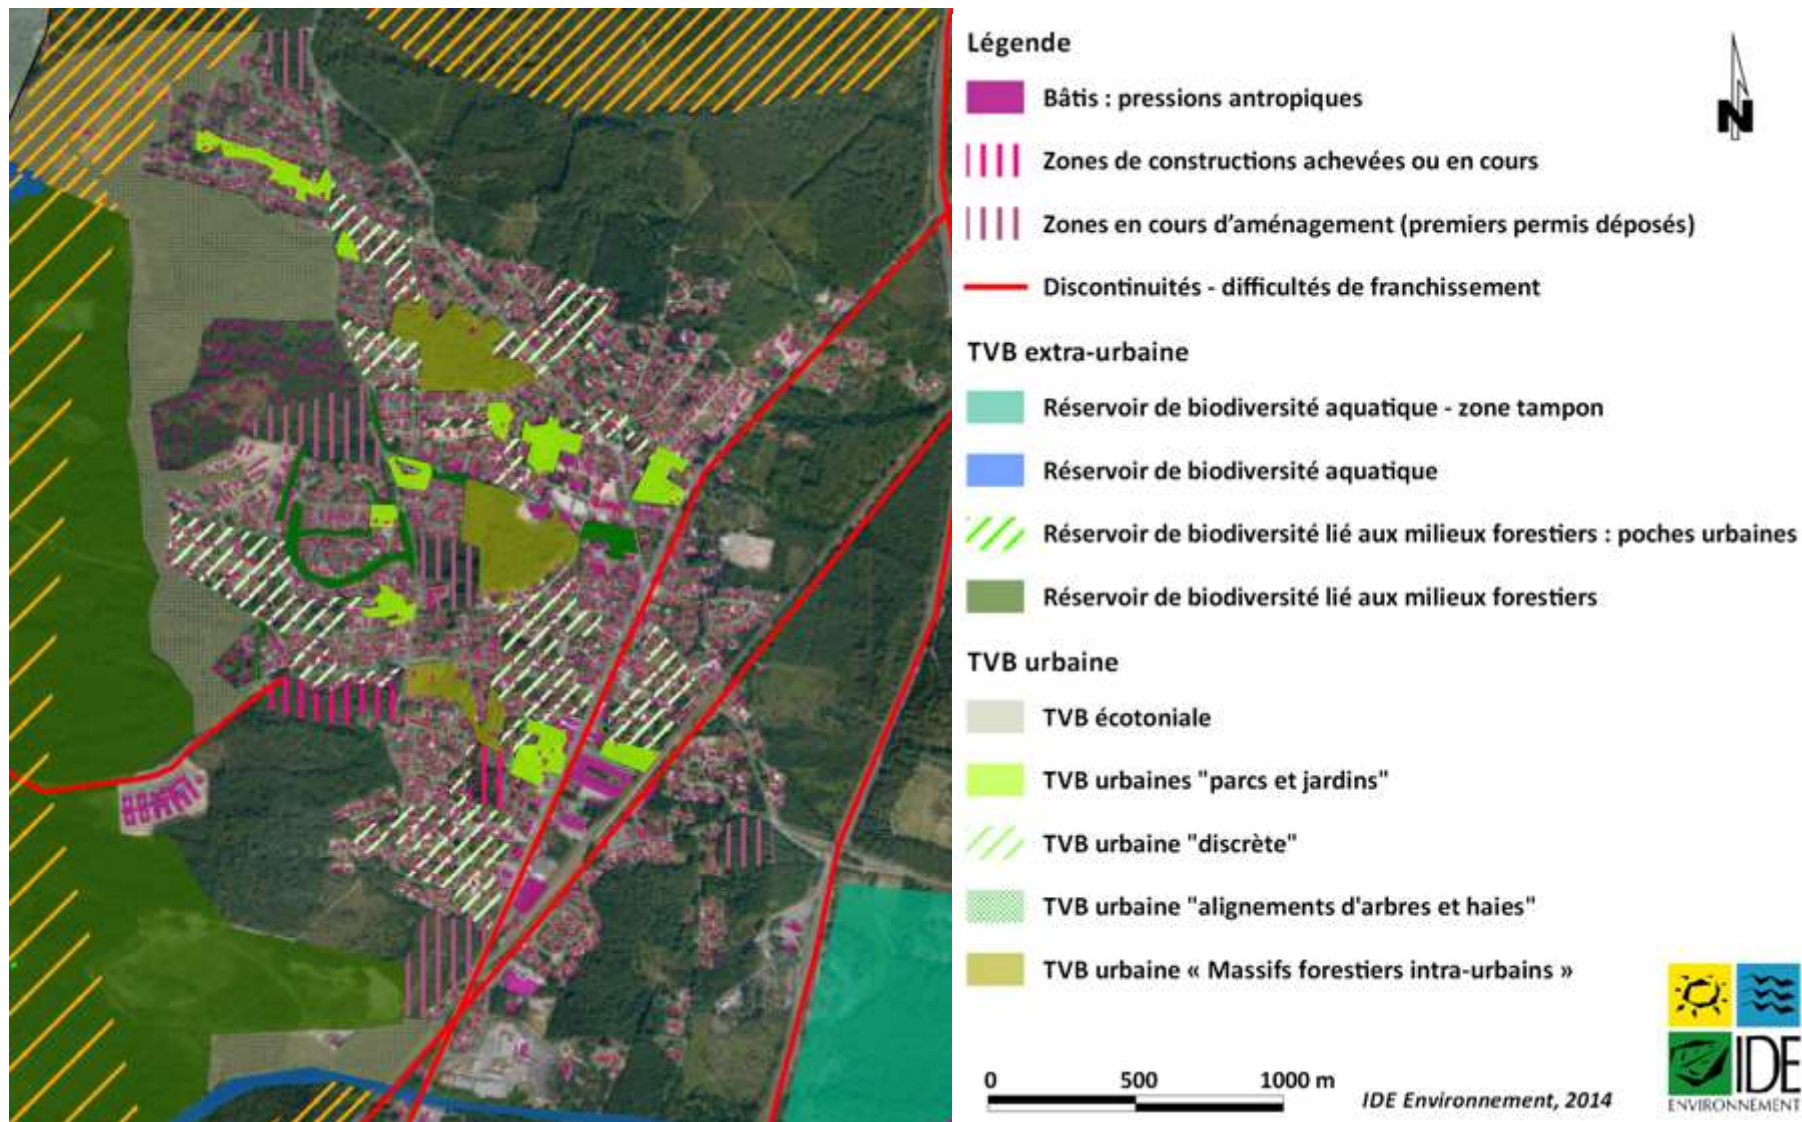 Légende
N
Bâtis : pressions antropiques
Zones de constructions achevées ou en cours
Zones en cours d’aménagement (premiers permis déposés)
Discontinuités - difficultés de franchissement
TVB extra-urbaine
Réservoir de biodiversité aquatique - zone tampon
Réservoir de biodiversité aquatique
Réservoir de biodiversité lié aux milieux forestiers : poches urbaines
Réservoir de biodiversité lié aux milieux forestiers
TVB urbaine
TVB écotoniale
TVB urbaines "parcs et jardins"
TVB urbaine "discrète"
TVB urbaine "alignements d'arbres et haies"
TVB urbaine « Massifs forestiers intra-urbains »
0 500 1000 m
IDE Environnement, 2014
IDE
ENVIRONNEMENT